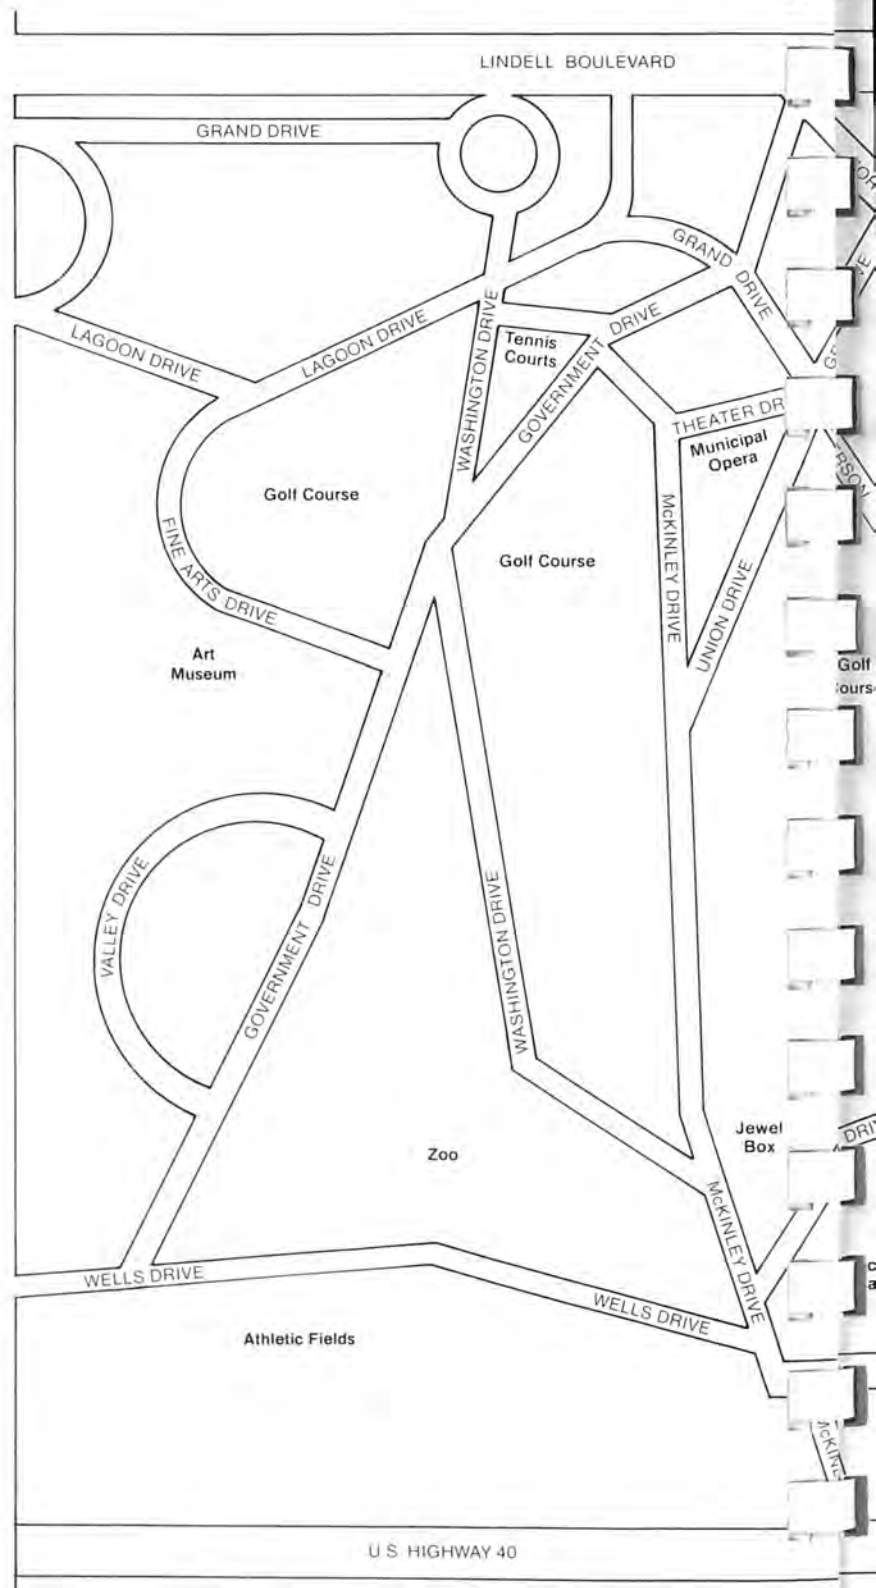 LINDELL BOULEVARD
GRAND DRIVE
GRAND DRIVE
LAGOON DRIVE
LAGOON DRIVE
WASHINGTON DRIVE
Tennis
Courts
GOVERNMENT DRIVE
THEATER DR
Municipal
Opera
Golf Course
McKINLEY DRIVE
FINE ARTS DRIVE
Golf Course
UNION DRIVE
Art
Museum
Golf
VALLEY DRIVE
GOVERNMENT DRIVE
WASHINGTON DRIVE
Jewel
Box
Zoo
McKINLEY DRIVE
WELLS DRIVE
WELLS DRIVE
Athletic Fields
U.S. HIGHWAY 40